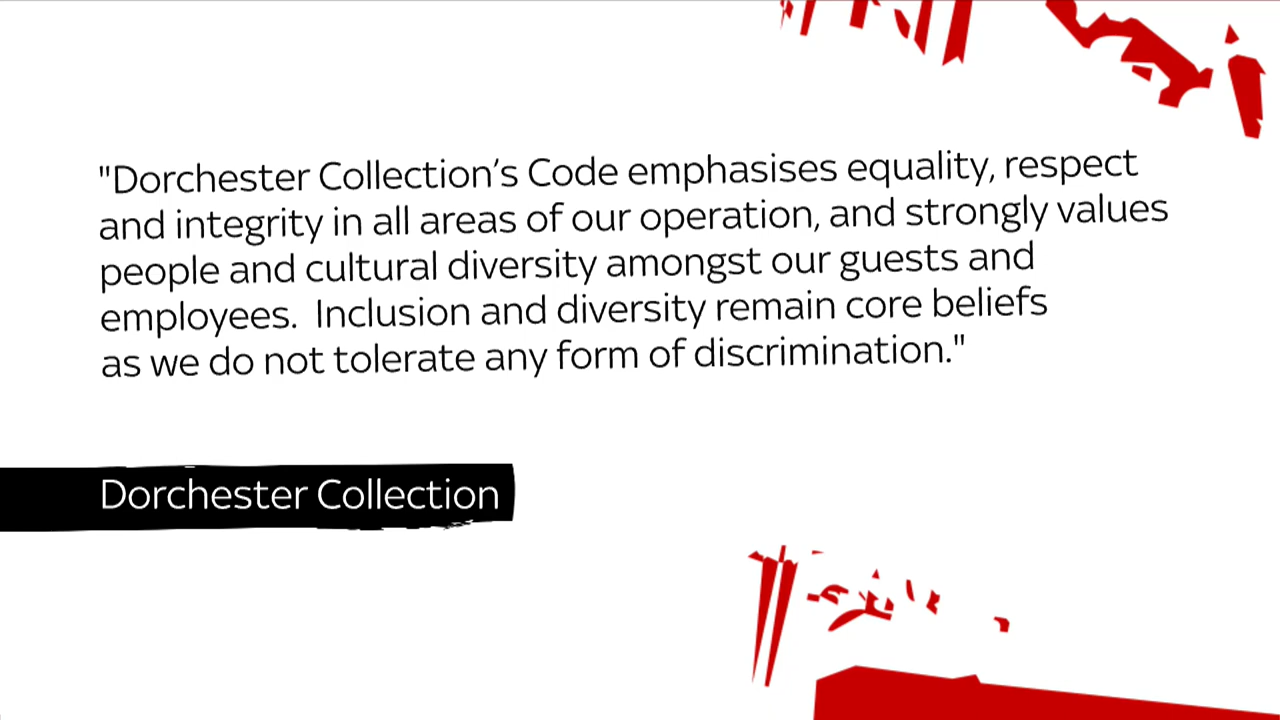 "Dorchester Collection’s Code emphasises equality, respect
and integrity in all areas of our operation, and strongly values
people and cultural diversity amongst our guests and
employees.  Inclusion and diversity remain core beliefs
as we do not tolerate any form of discrimination."
Dorchester Collection